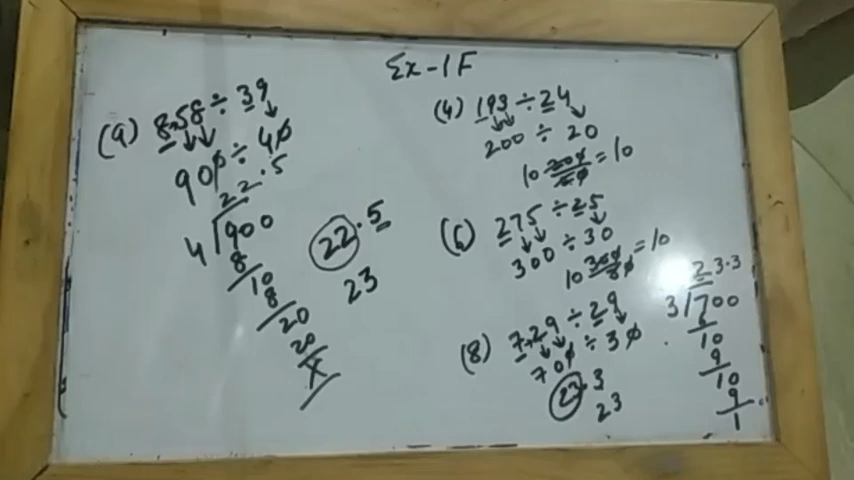 Ex-1F
(9) 858 ÷ 39
900 ÷ 40
22.5
4)900
8
10
8
20
20
x
22.5
23
(4) 193 ÷ 24
200 ÷ 20
10 200/20 = 10
(6) 275 ÷ 25
300 ÷ 30
10 300/30 = 10
(8) 729 ÷ 29
700 ÷ 30
23.3
23
23.3
3)700
6
10
9
10
9
1